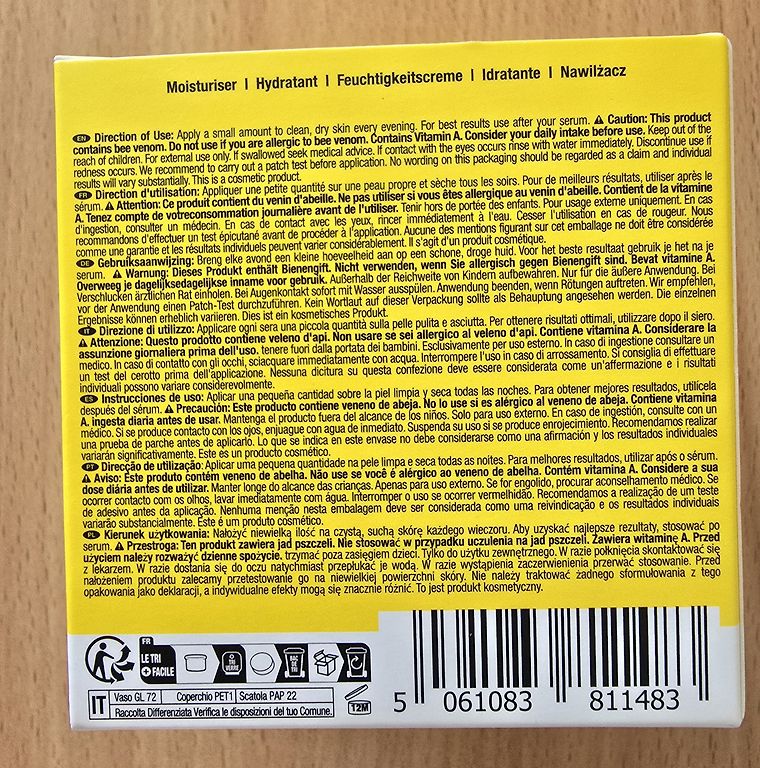 Moisturiser | Hydratant | Feuchtigkeitscreme | Idratante | Nawilżacz
EN Direction of Use: Apply a small amount to clean, dry skin every evening. For best results use after your serum. ⚠ Caution: This product
contains bee venom. Do not use if you are allergic to bee venom. Contains Vitamin A. Consider your daily intake before use. Keep out of the
reach of children. For external use only. If swallowed seek medical advice. If contact with the eyes occurs rinse with water immediately. Discontinue use if
redness occurs. We recommend to carry out a patch test before application. No wording on this packaging should be regarded as a claim and individual
results will vary substantially. This is a cosmetic product.
FR Direction d'utilisation: Appliquer une petite quantité sur une peau propre et sèche tous les soirs. Pour de meilleurs résultats, utiliser après le
sérum. ⚠ Attention: Ce produit contient du venin d'abeille. Ne pas utiliser si vous êtes allergique au venin d'abeille. Contient de la vitamine
A. Tenez compte de votreconsommation journalière avant de l'utiliser. Tenir hors de portée des enfants. Pour usage externe uniquement. En cas
d'ingestion, consulter un médecin. En cas de contact avec les yeux, rincer immédiatement à l'eau. Cesser l'utilisation en cas de rougeur. Nous
recommandons d'effectuer un test épicutané avant de procéder à l'application. Aucune des mentions figurant sur cet emballage ne doit être considérée
comme une garantie et les résultats individuels peuvent varier considérablement. Il s'agit d'un produit cosmétique.
DE Gebruiksaanwijzing: Breng elke avond een kleine hoeveelheid aan op een schone, droge huid. Voor het beste resultaat gebruik je het na je
serum. ⚠ Warnung: Dieses Produkt enthält Bienengift. Nicht verwenden, wenn Sie allergisch gegen Bienengift sind. Bevat vitamine A.
Overweeg je dagelijksedagelijkse inname voor gebruik. Außerhalb der Reichweite von Kindern aufbewahren. Nur für die äußere Anwendung. Bei
Verschlucken ärztlichen Rat einholen. Bei Augenkontakt sofort mit Wasser ausspülen. Anwendung beenden, wenn Rötungen auftreten. Wir empfehlen,
vor der Anwendung einen Patch-Test durchzuführen. Kein Wortlaut auf dieser Verpackung sollte als Behauptung angesehen werden. Die einzelnen
Ergebnisse können erheblich variieren. Dies ist kosmetisches Produkt.
IT Direzione di utilizzo: Applicare ogni sera una piccola quantità sulla pelle pulita e asciutta. Per ottenere risultati ottimali, utilizzare dopo il siero.
⚠ Attenzione: Questo prodotto contiene veleno d'api. Non usare se sei allergico al veleno d'api. Contiene vitamina A. Considerare la
assunzione giornaliera prima dell'uso. tenere fuori dalla portata dei bambini. Esclusivamente per uso esterno. In caso di ingestione consultare un
medico. In caso di contatto con gli occhi, sciacquare immediatamente con acqua. Interrompere l'uso in caso di arrossamento. Si consiglia di effettuare
un test del cerotto prima dell'applicazione. Nessuna dicitura su questa confezione deve essere considerata come un'affermazione e i risultati
individuali possono variare considerevolmente.
ES Instrucciones de uso: Aplicar una pequeña cantidad sobre la piel limpia y seca todas las noches. Para obtener mejores resultados, utilícela
después del sérum. ⚠ Precaución: Este producto contiene veneno de abeja. No lo use si es alérgico al veneno de abeja. Contiene vitamina
A. ingesta diaria antes de usar. Mantenga el producto fuera del alcance de los niños. Solo para uso externo. En caso de ingestión, consulte con un
médico. Si se produce contacto con los ojos, enjuague con agua de inmediato. Suspenda su uso si se produce enrojecimiento. Recomendamos realizar
una prueba de parche antes de aplicarlo. Lo que se indica en este envase no debe considerarse como una afirmación y los resultados individuales
variarán significativamente. Este es un producto cosmético.
PT Direcção de utilização: Aplicar uma pequena quantidade na pele limpa e seca todas as noites. Para melhores resultados, utilizar após o sérum.
⚠ Aviso: Este produto contém veneno de abelha. Não use se você é alérgico ao veneno de abelha. Contém vitamina A. Considere a sua
dose diária antes de utilizar. Manter longe do alcance das crianças. Apenas para uso externo. Se for engolido, procurar aconselhamento médico. Se
ocorrer contacto com os olhos, lavar imediatamente com água. Interromper o uso se ocorrer vermelhidão. Recomendamos a realização de um teste
de adesivo antes da aplicação. Nenhuma menção nesta embalagem deve ser considerada como uma reivindicação e os resultados individuais
variarão substancialmente. Este é um produto cosmético.
PL Kierunek użytkowania: Nałożyć niewielką ilość na czystą, suchą skórę każdego wieczoru. Aby uzyskać najlepsze rezultaty, stosować po
serum. ⚠ Przestroga: Ten produkt zawiera jad pszczeli. Nie stosować w przypadku uczulenia na jad pszczeli. Zawiera witaminę A. Przed
użyciem należy rozważyć dzienne spożycie. trzymać poza zasięgiem dzieci. Tylko do użytku zewnętrznego. W razie połknięcia skontaktować się
z lekarzem. W razie dostania się do oczu natychmiast przepłukać je wodą. W razie wystąpienia zaczerwienienia przerwać stosowanie. Przed
nałożeniem produktu zalecamy przetestowanie go na niewielkiej powierzchni skóry. Nie należy traktować żadnego sformułowania z tego
opakowania jako deklaracji, a indywidualne efekty mogą się znacznie różnić. To jest produkt kosmetyczny.
FR
LE TRI
+ FACILE
TRI
VERRE
BAC
DE
TRI
IT
Vaso GL 72 | Coperchio PET1 | Scatola PAP 22
Raccolta Differenziata Verifica le disposizioni del tuo Comune.
12M
5 061083 811483